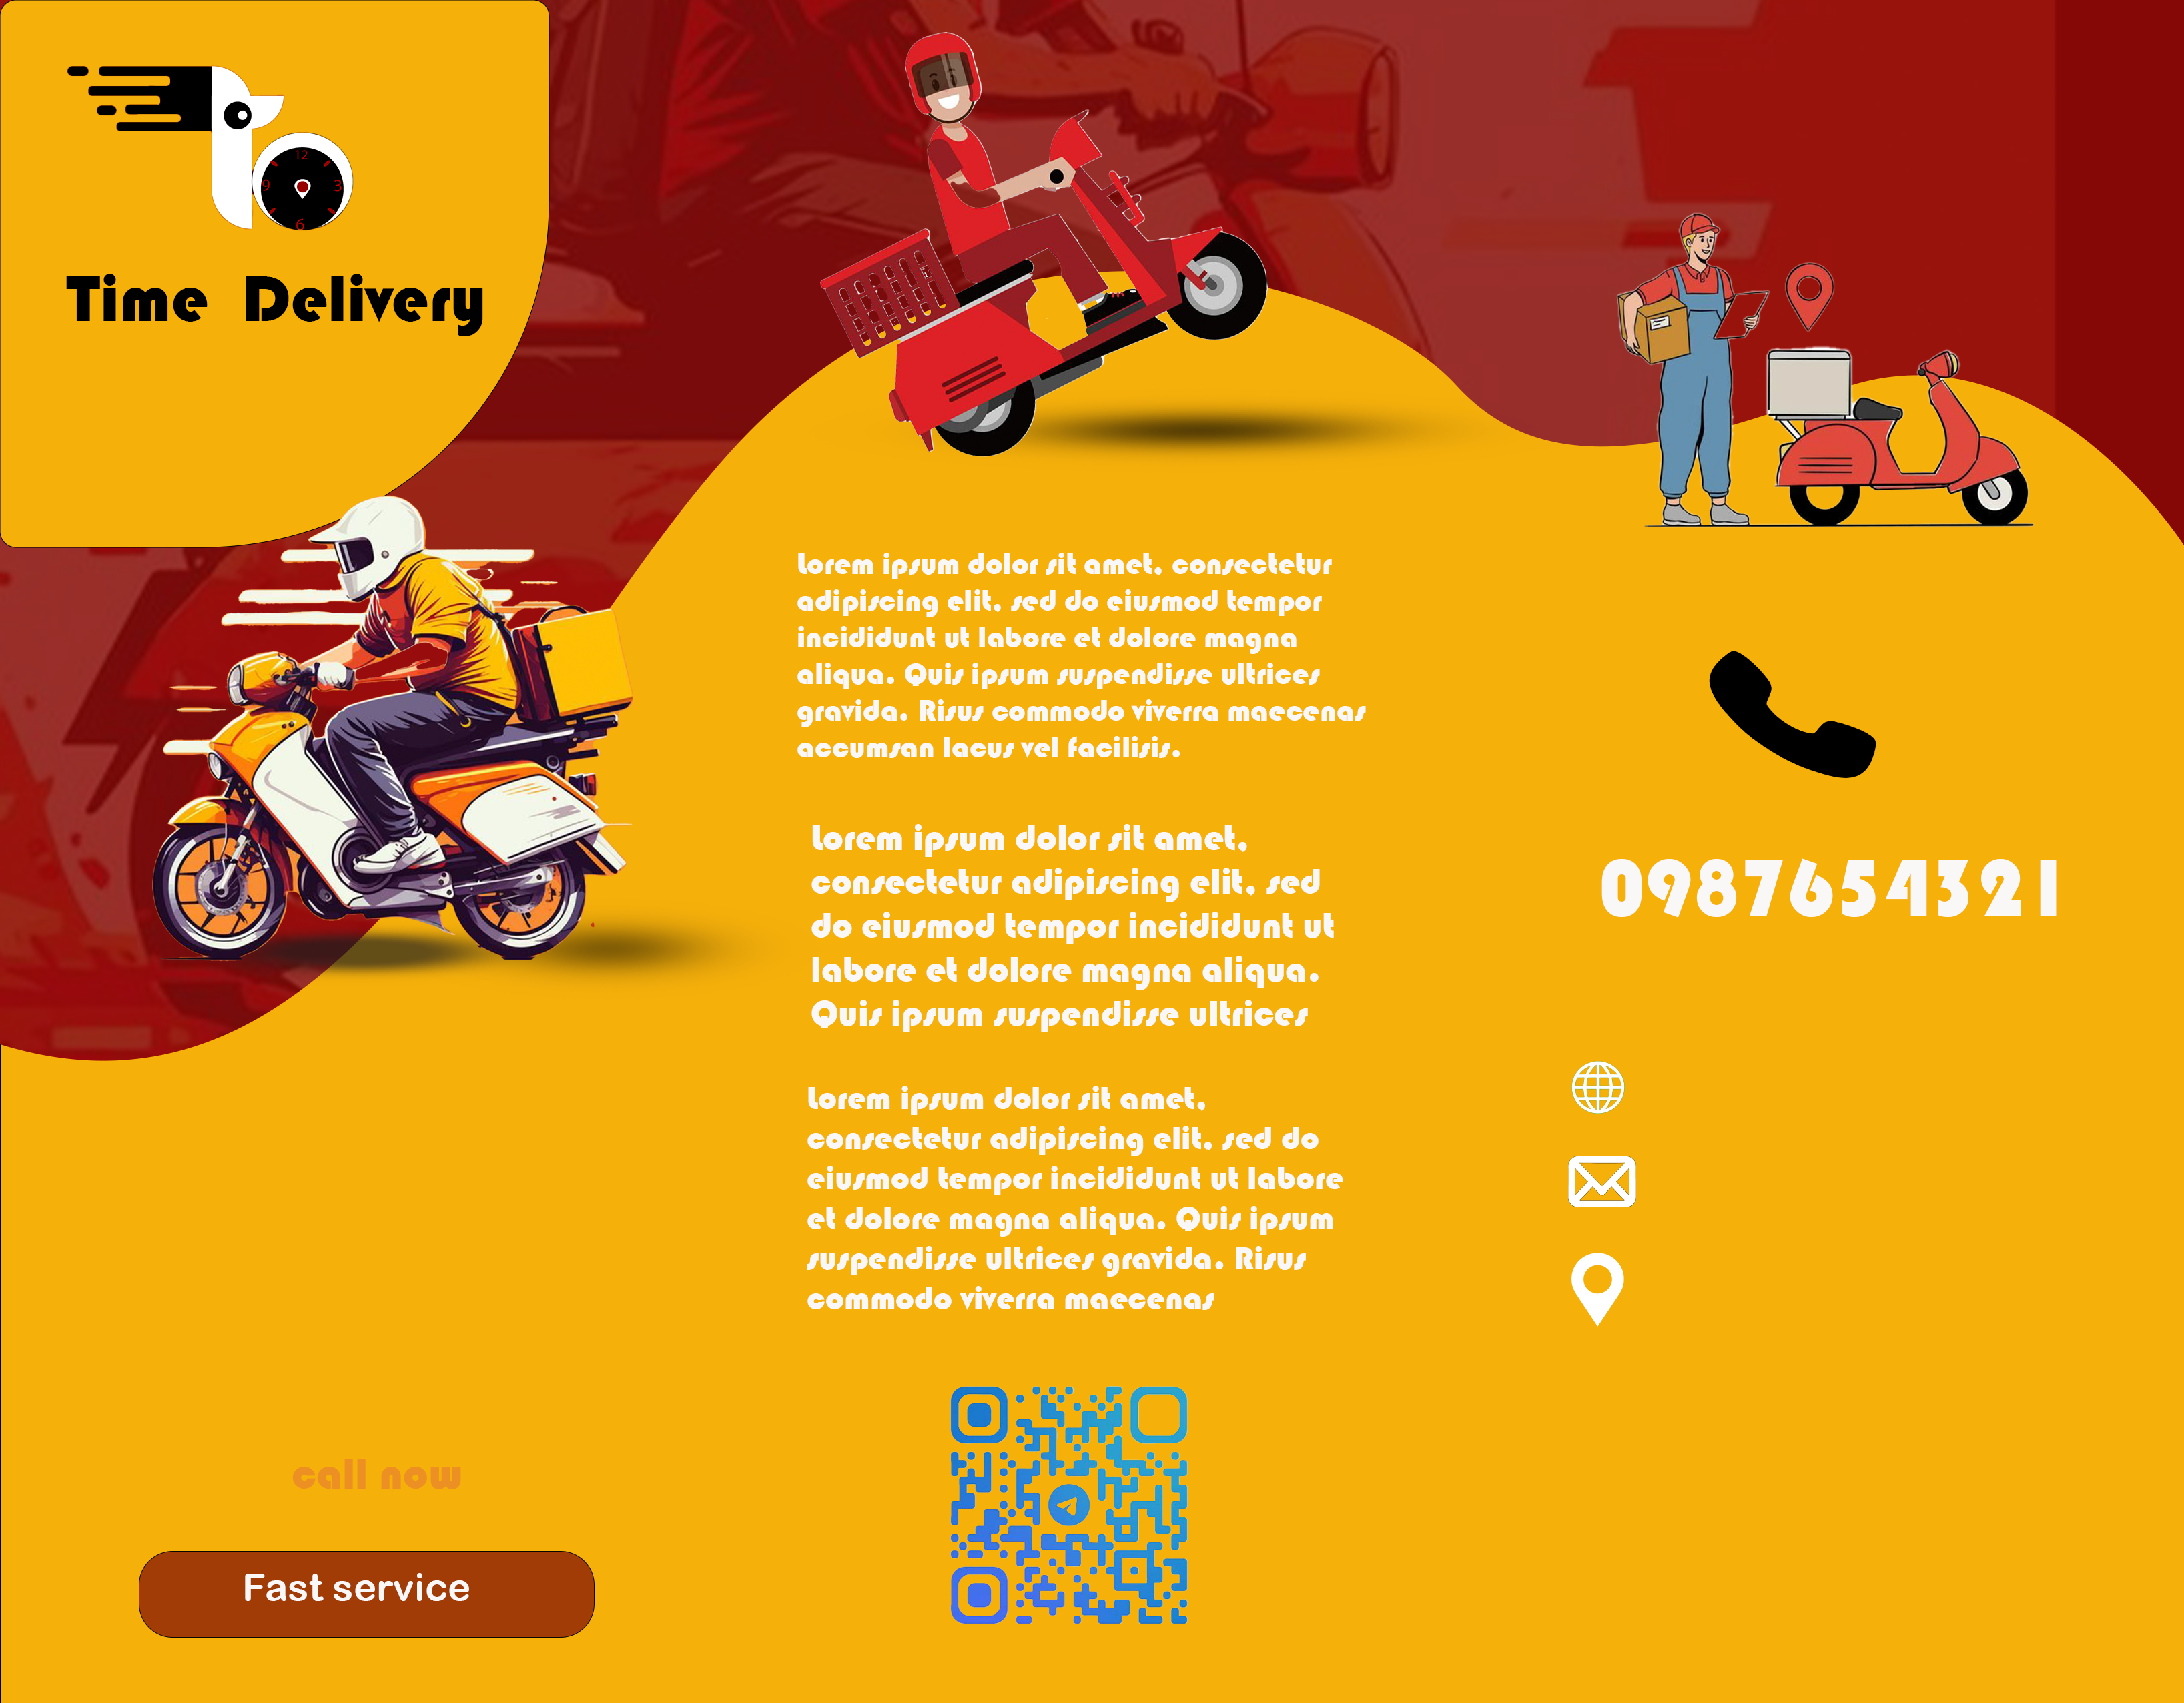 12
9 3
6
Time Delivery
Lorem ipsum dolor sit amet, consectetur
adipiscing elit, sed do eiusmod tempor
incididunt ut labore et dolore magna
aliqua. Quis ipsum suspendisse ultrices
gravida. Risus commodo viverra maecenas
accumsan lacus vel facilisis.
Lorem ipsum dolor sit amet,
consectetur adipiscing elit, sed
do eiusmod tempor incididunt ut
labore et dolore magna aliqua.
Quis ipsum suspendisse ultrices
Lorem ipsum dolor sit amet,
consectetur adipiscing elit, sed do
eiusmod tempor incididunt ut labore
et dolore magna aliqua. Quis ipsum
suspendisse ultrices gravida. Risus
commodo viverra maecenas
0987654321
call now
Fast service